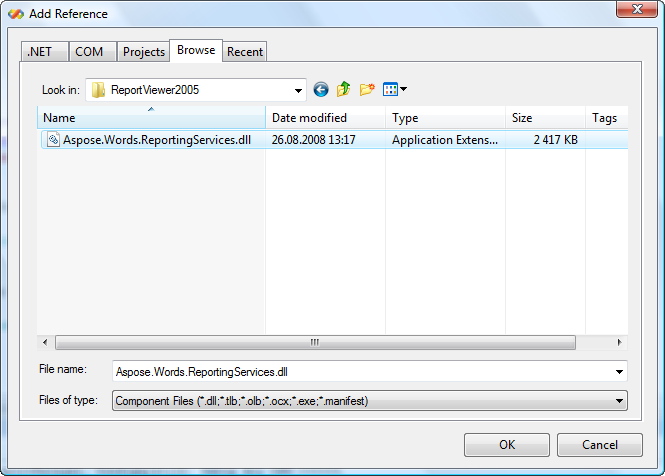 Add Reference
.NET COM Projects Browse Recent
Look in: ReportViewer2005
Name Date modified Type Size Tags
Aspose.Words.ReportingServices.dll 26.08.2008 13:17 Application Extens... 2 417 KB
File name: Aspose.Words.ReportingServices.dll
Files of type: Component Files (*.dll;*.tlb;*.olb;*.ocx;*.exe;*.manifest)
OK Cancel